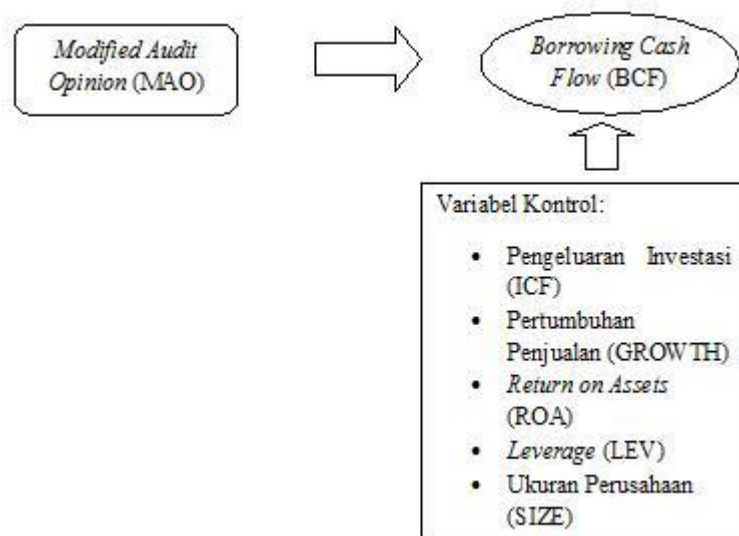 Modified Audit
Opinion (MAO)
Borrowing Cash
Flow (BCF)
Variabel Kontrol:
• Pengeluaran Investasi
(ICF)
• Pertumbuhan
Penjualan (GROWTH)
• Return on Assets
(ROA)
• Leverage (LEV)
• Ukuran Perusahaan
(SIZE)